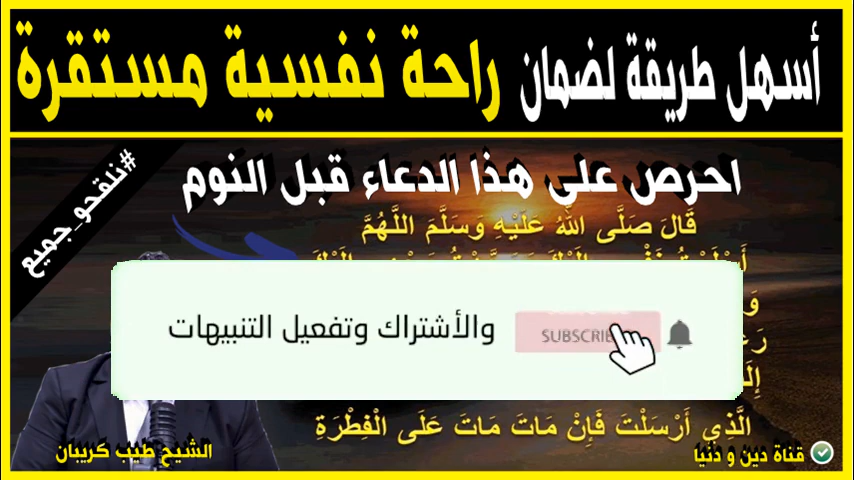 أسهل طريقة لضمان راحة نفسية مستقرة
#نلقحو_جميع
احرص على هذا الدعاء قبل النوم
قَالَ صَلَّى اللهُ عَلَيْهِ وَسَلَّمَ اللَّهُمَّ
والأشتراك وتفعيل التنبيهات
SUBSCRIBE
الَّذِي أَرْسَلْتَ فَإِنْ مَاتَ مَاتَ عَلَى الْفِطْرَةِ
الشيخ طيب كريبان
قناة دين و دنيا